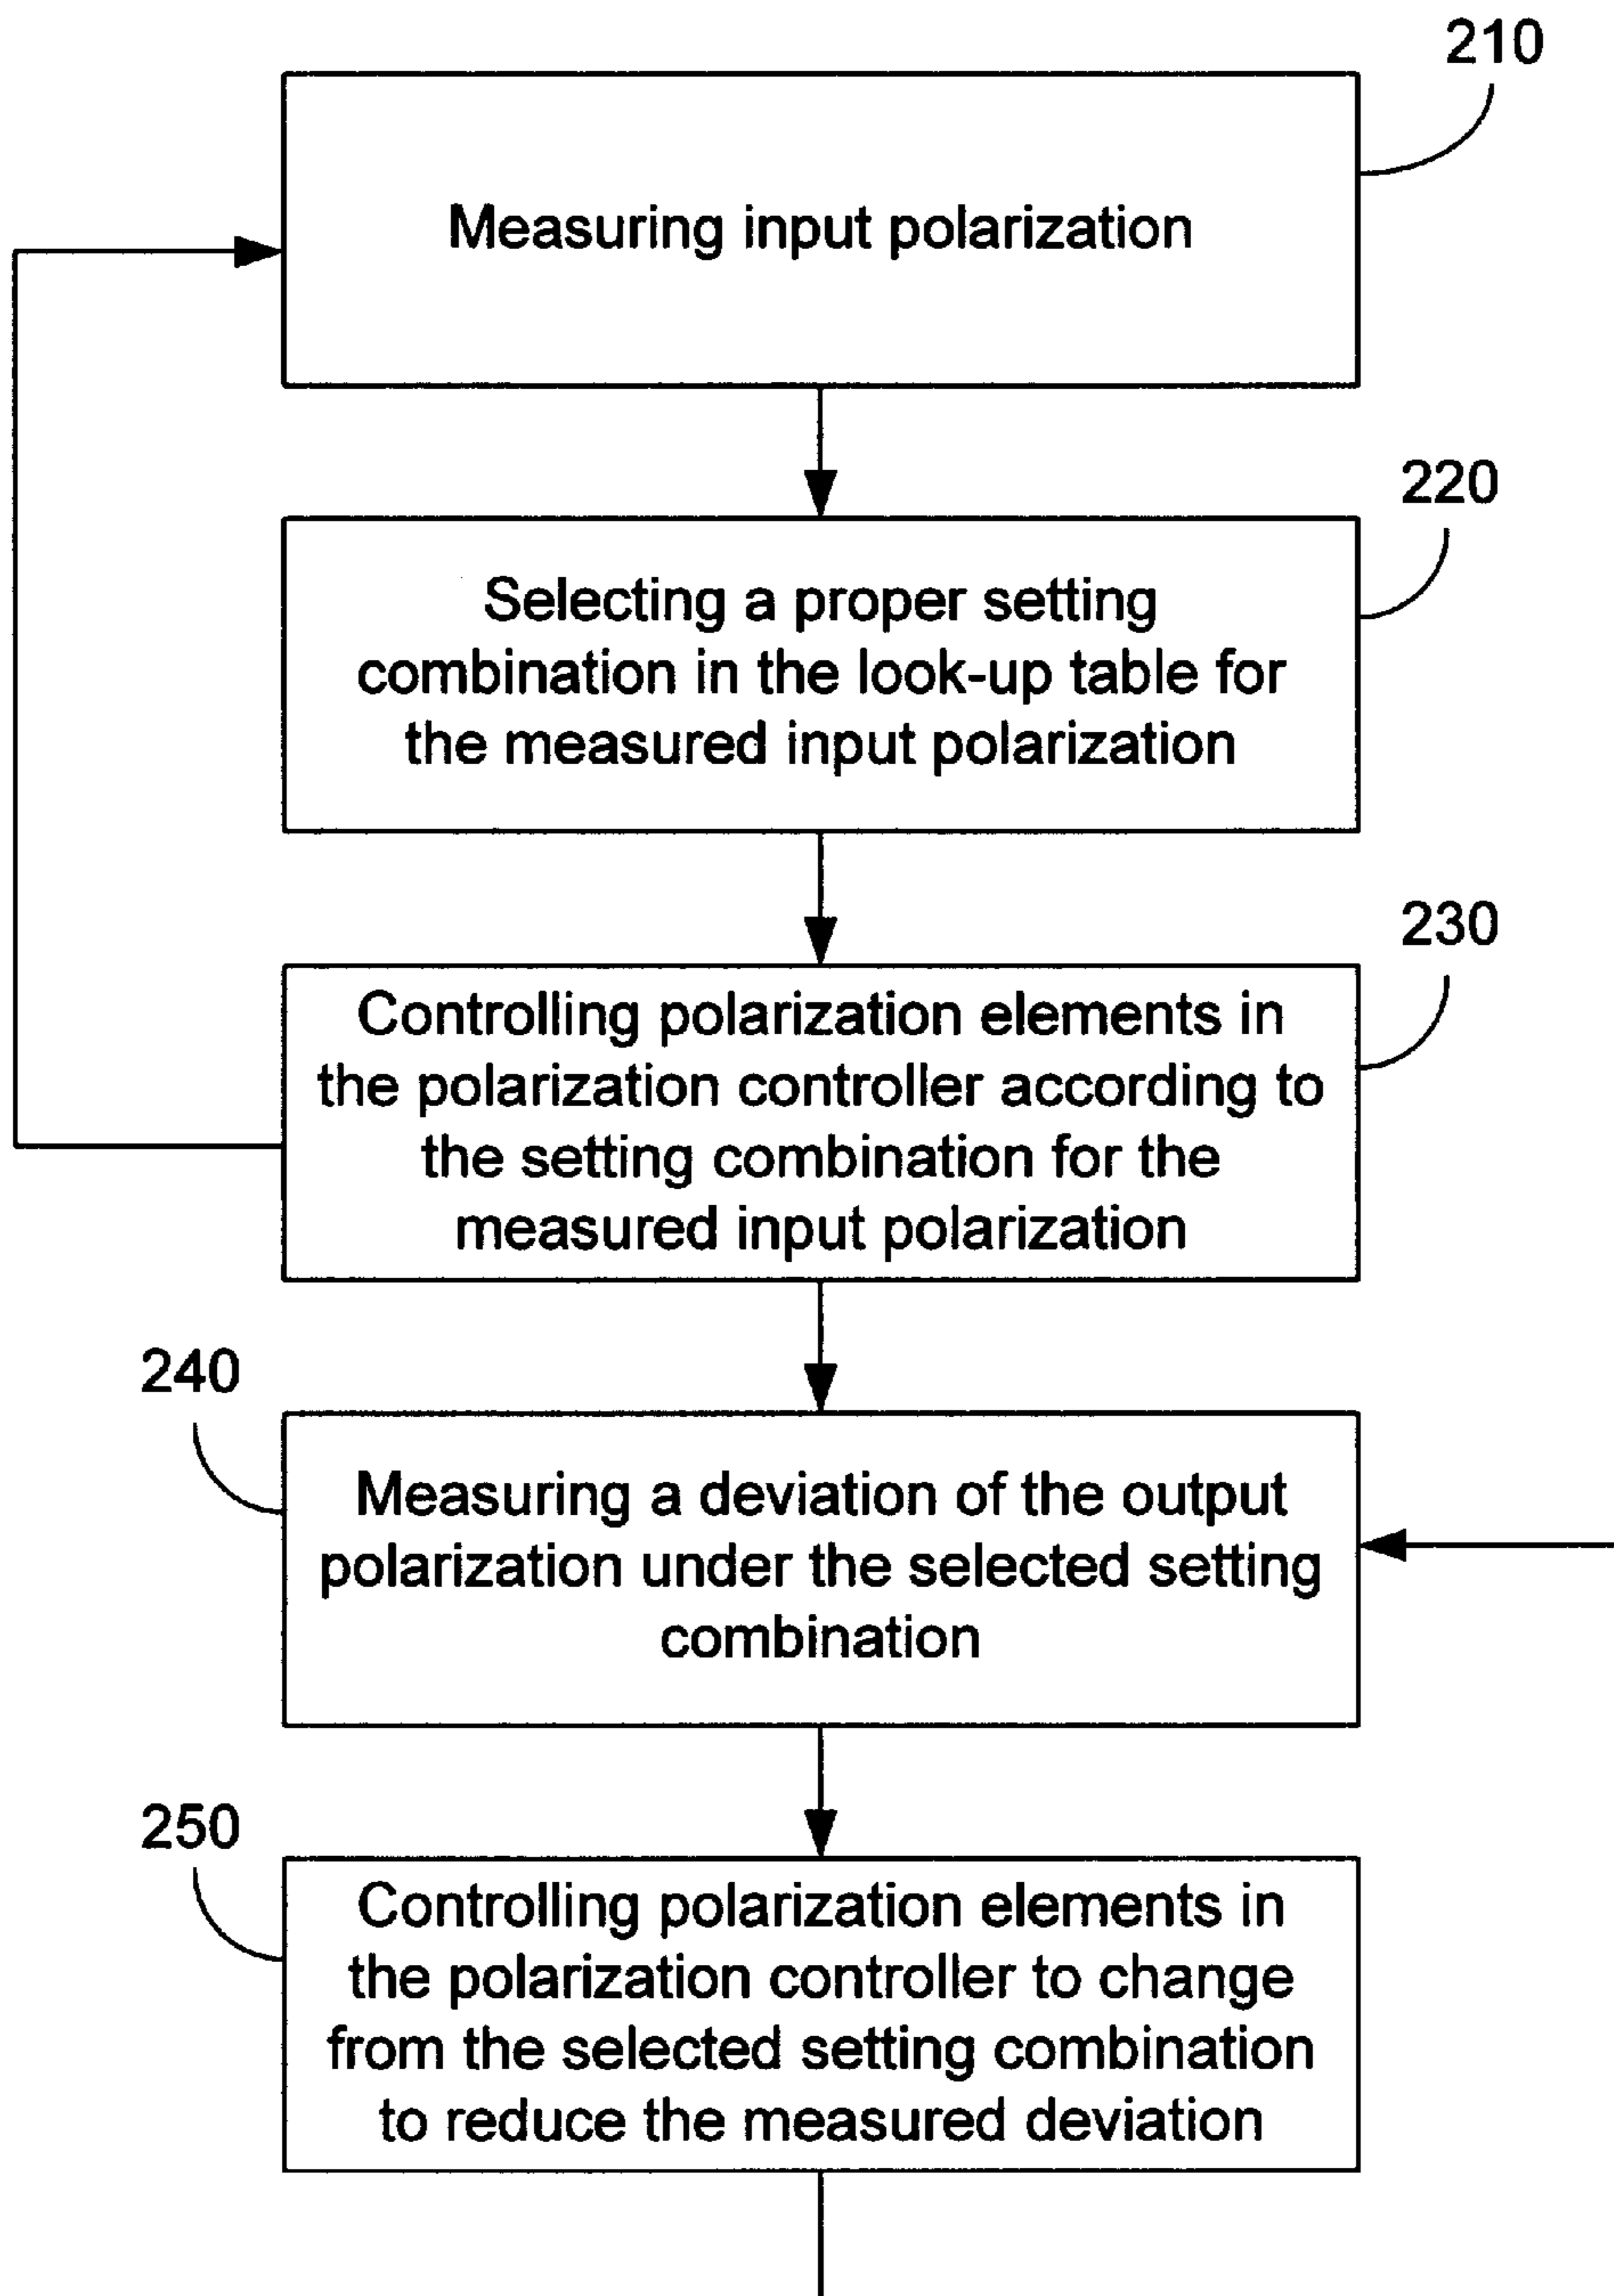 210
Measuring input polarization
220
Selecting a proper setting
combination in the look-up table for
the measured input polarization
230
Controlling polarization elements in
the polarization controller according to
the setting combination for the
measured input polarization
240
Measuring a deviation of the output
polarization under the selected setting
combination
250
Controlling polarization elements in
the polarization controller to change
from the selected setting combination
to reduce the measured deviation